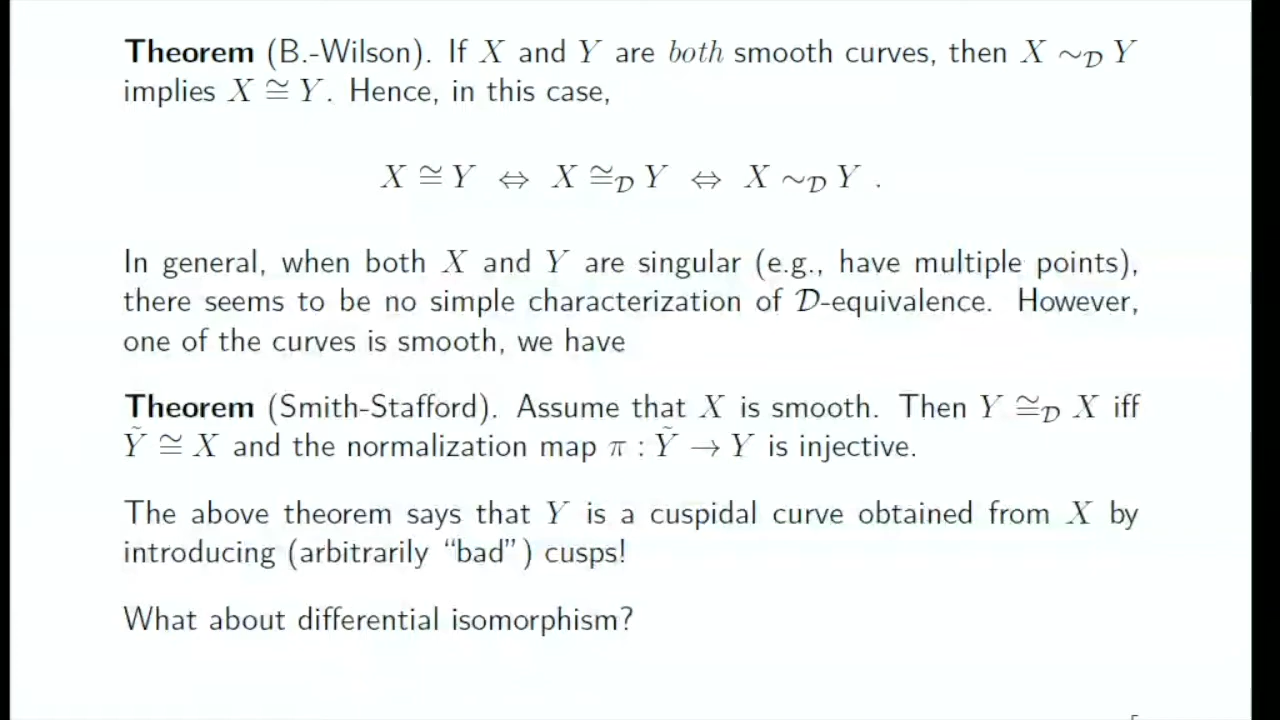 Theorem (B.-Wilson). If X and Y are both smooth curves, then X ∼_𝒟 Y
implies X ≅ Y. Hence, in this case,
X ≅ Y ⇔ X ≅_𝒟 Y ⇔ X ∼_𝒟 Y .
In general, when both X and Y are singular (e.g., have multiple points),
there seems to be no simple characterization of 𝒟-equivalence. However,
one of the curves is smooth, we have
Theorem (Smith-Stafford). Assume that X is smooth. Then Y ≅_𝒟 X iff
Ỹ ≅ X and the normalization map π : Ỹ → Y is injective.
The above theorem says that Y is a cuspidal curve obtained from X by
introducing (arbitrarily “bad”) cusps!
What about differential isomorphism?